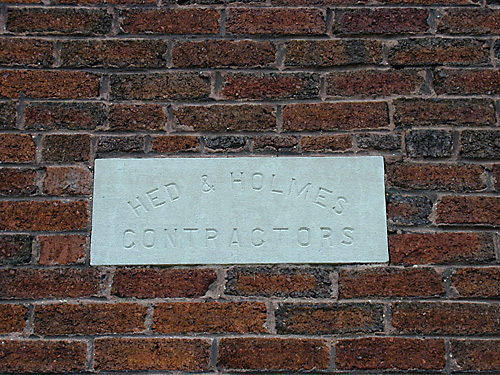 HED & HOLMES
CONTRACTORS